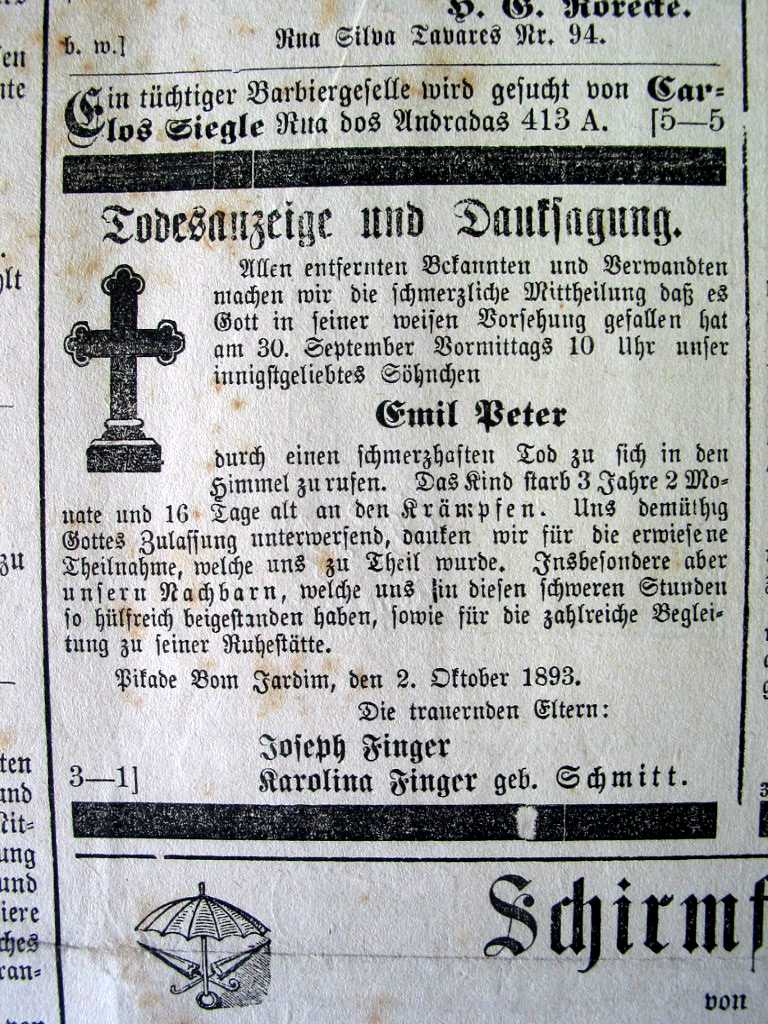 H. G. Rörecke.
b. w.] Rua Silva Tavares Nr. 94.
Ein tüchtiger Barbiergeselle wird gesucht von Car-
los Siegle Rua dos Andradas 413 A. [5—5
Todesanzeige und Danksagung.
Allen entfernten Bekannten und Verwandten
machen wir die schmerzliche Mittheilung daß es
Gott in seiner weisen Vorsehung gefallen hat
am 30. September Vormittags 10 Uhr unser
innigstgeliebtes Söhnchen
Emil Peter
durch einen schmerzhaften Tod zu sich in den
Himmel zu rufen. Das Kind starb 3 Jahre 2 Mo-
nate und 16 Tage alt an den Krämpfen. Uns demüthig
Gottes Zulassung unterwerfend, danken wir für die erwiesene
Theilnahme, welche uns zu Theil wurde. Insbesondere aber
unsern Nachbarn, welche uns in diesen schweren Stunden
so hülfreich beigestanden haben, sowie für die zahlreiche Beglei-
tung zu seiner Ruhestätte.
Pikade Bom Jardim, den 2. Oktober 1893.
Die trauernden Eltern:
Joseph Finger
3—1] Karolina Finger geb. Schmitt.
Schirmf
von